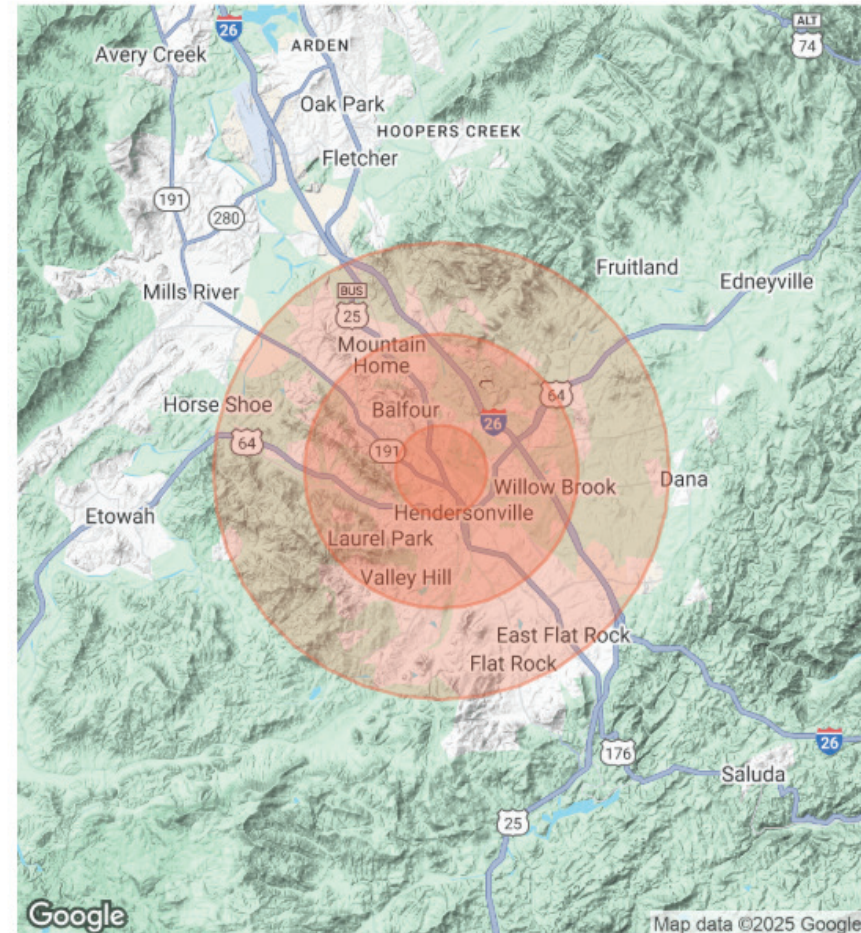 ALT
26
ARDEN
74
Avery Creek
Oak Park
HOOPERS CREEK
Fletcher
191
280
Fruitland
Edneyville
Mills River
BUS
25
Mountain
Home
64
Horse Shoe
Balfour
26
64
191
Dana
Willow Brook
Etowah
Hendersonville
Laurel Park
Valley Hill
East Flat Rock
Flat Rock
26
176
Saluda
25
Google
Map data ©2025 Google